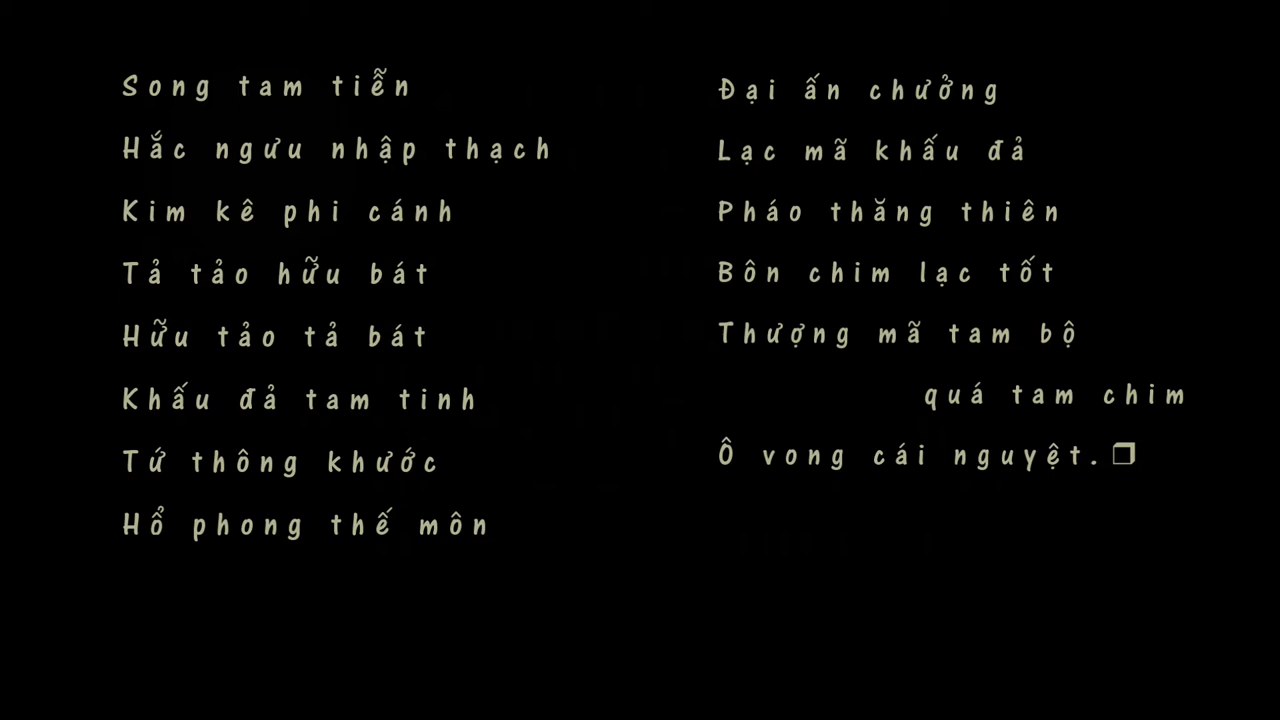 Song tam tiễn
Hắc ngưu nhập thạch
Kim kê phi cánh
Tả tảo hữu bát
Hữu tảo tả bát
Khấu đả tam tinh
Tứ thông khước
Hổ phong thế môn
Đại ấn chưởng
Lạc mã khấu đả
Pháo thăng thiên
Bôn chim lạc tốt
Thượng mã tam bộ
quá tam chim
Ô vong cái nguyệt.❒